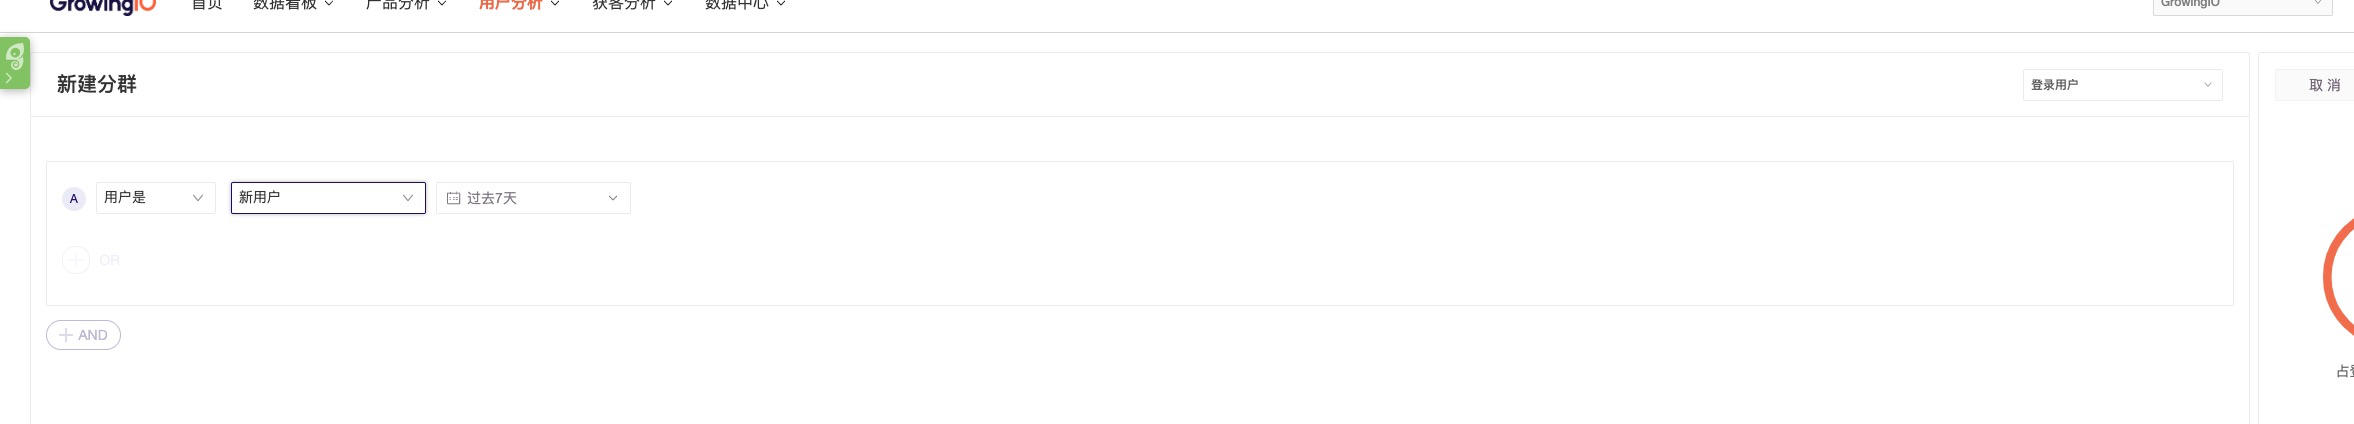 GrowingIO 首页 数据看板 产品分析 用户分析 获客分析 数据中心 GrowingIO
新建分群 登录用户 取 消
A 用户是 新用户 过去7天
OR
AND
占